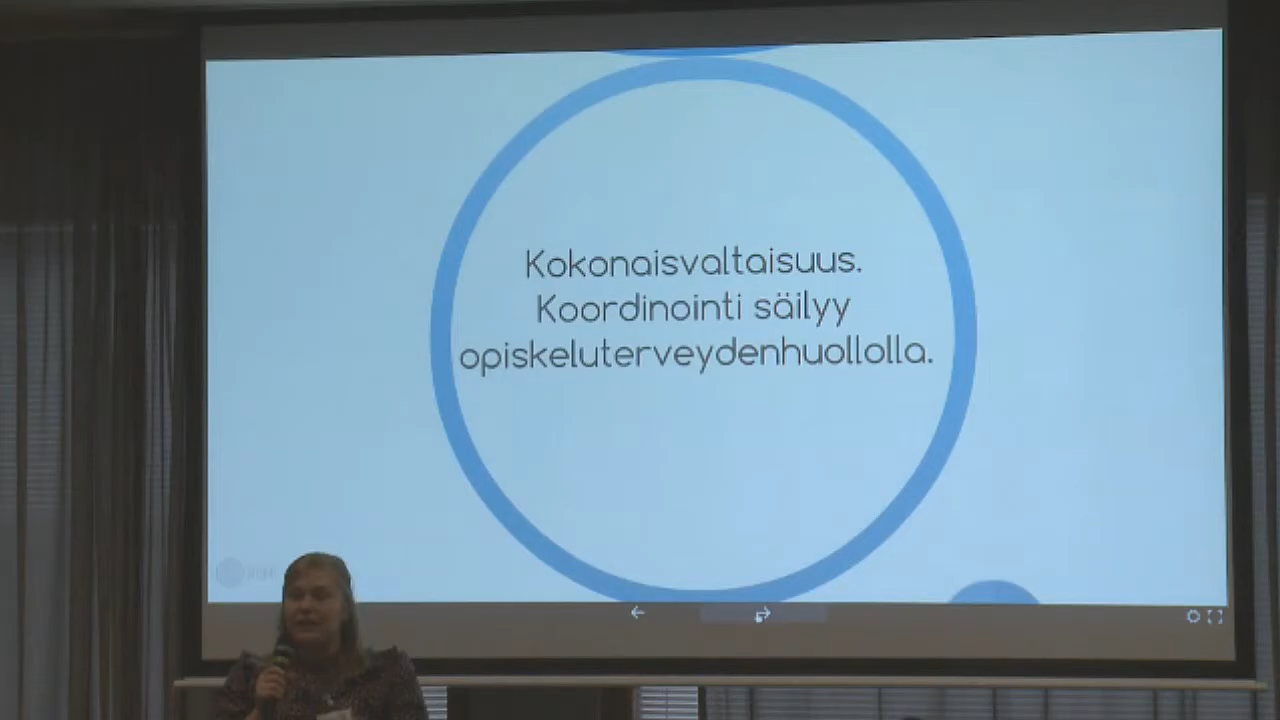 Kokonaisvaltaisuus.
Koordinointi säilyy
opiskeluterveydenhuollolla.